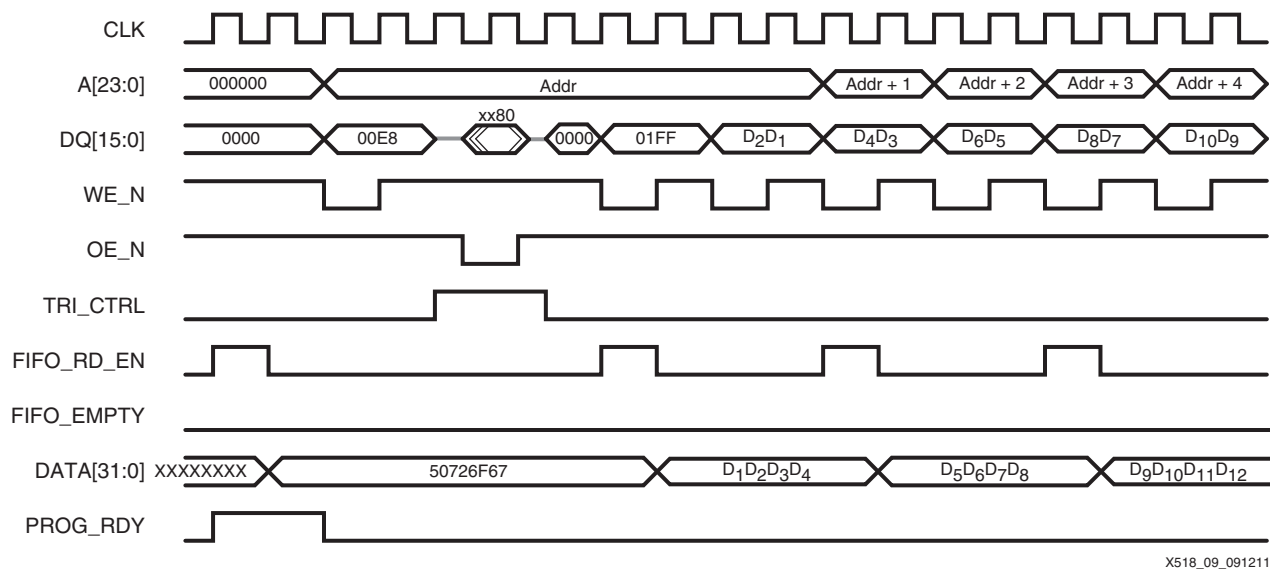 CLK
A[23:0] 000000 Addr Addr + 1 Addr + 2 Addr + 3 Addr + 4
xx80
DQ[15:0] 0000 00E8 0000 01FF D2D1 D4D3 D6D5 D8D7 D10D9
WE_N
OE_N
TRI_CTRL
FIFO_RD_EN
FIFO_EMPTY
DATA[31:0] XXXXXXXX 50726F67 D1D2D3D4 D5D6D7D8 D9D10D11D12
PROG_RDY
X518_09_091211